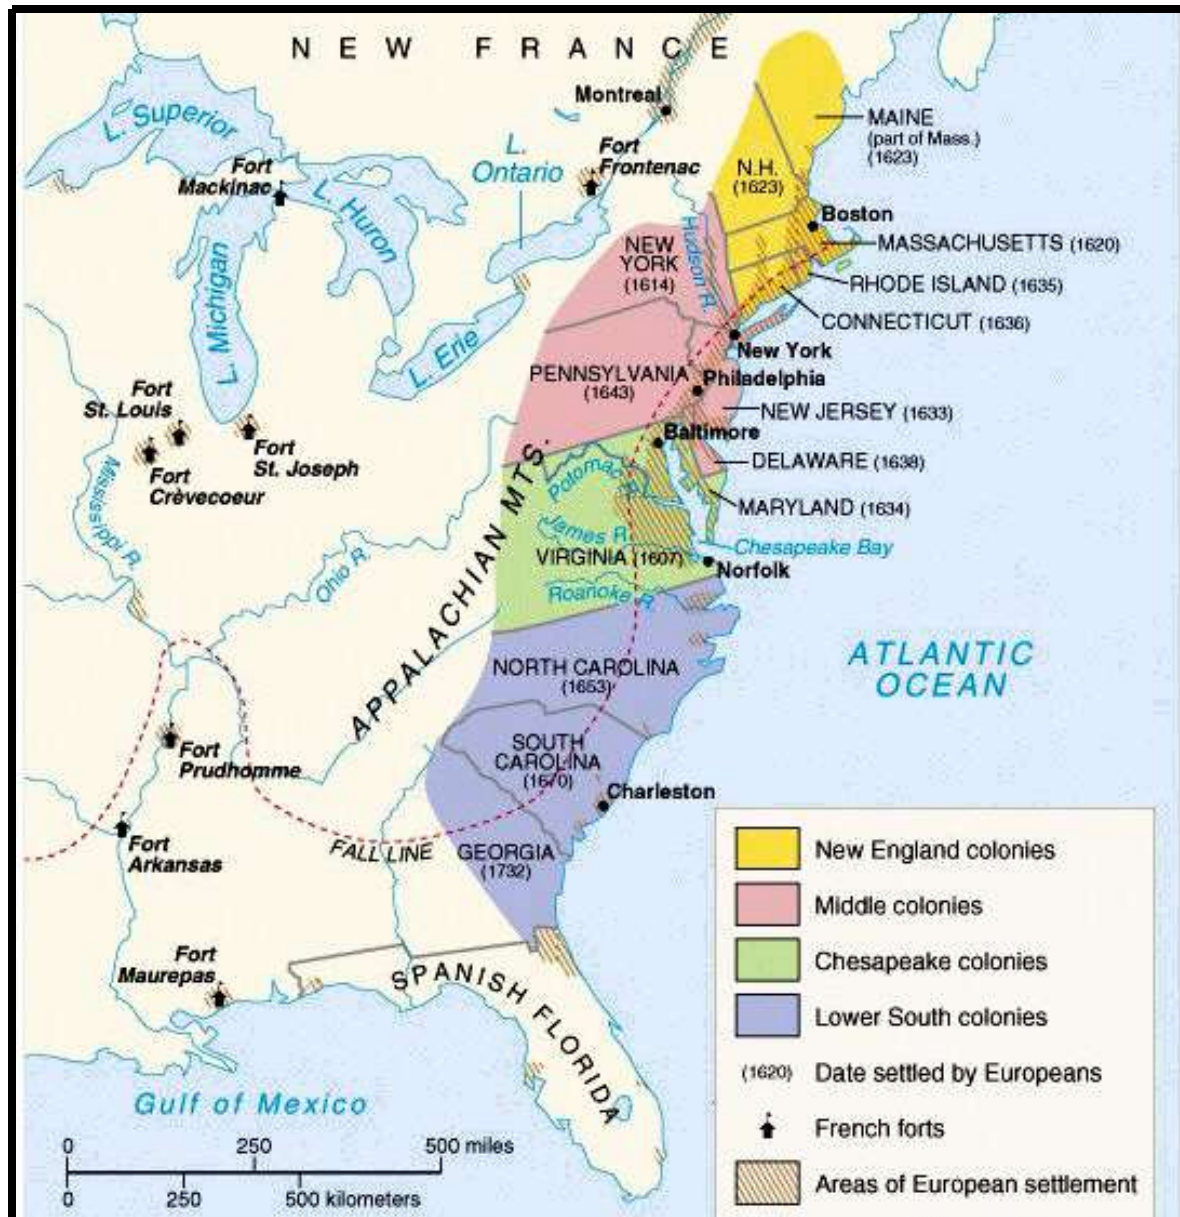 NEW FRANCE
Montreal
L. Superior
Fort
Mackinac
L. Huron
L. Michigan
L.
Ontario
Fort
Frontenac
L. Erie
MAINE
(part of Mass.)
(1623)
N.H.
(1623)
Boston
MASSACHUSETTS (1620)
RHODE ISLAND (1635)
CONNECTICUT (1636)
NEW
YORK
(1614)
Hudson R.
New York
PENNSYLVANIA
(1643)
Philadelphia
NEW JERSEY (1633)
Baltimore
DELAWARE (1638)
MARYLAND
(1634)
Chesapeake Bay
Potomac R.
James R.
VIRGINIA (1607)
Norfolk
Roanoke R.
Fort
St. Louis
Fort
Crèvecoeur
Fort
St. Joseph
Mississippi R.
Ohio R.
APPALACHIAN MTS.
NORTH CAROLINA
(1653)
SOUTH
CAROLINA
(1670)
Charleston
GEORGIA
(1732)
ATLANTIC
OCEAN
Fort
Prudhomme
Fort
Arkansas
FALL LINE
Fort
Maurepas
SPANISH FLORIDA
Gulf of Mexico
0 250 500 miles
0 250 500 kilometers
New England colonies
Middle colonies
Chesapeake colonies
Lower South colonies
(1620) Date settled by Europeans
French forts
Areas of European settlement